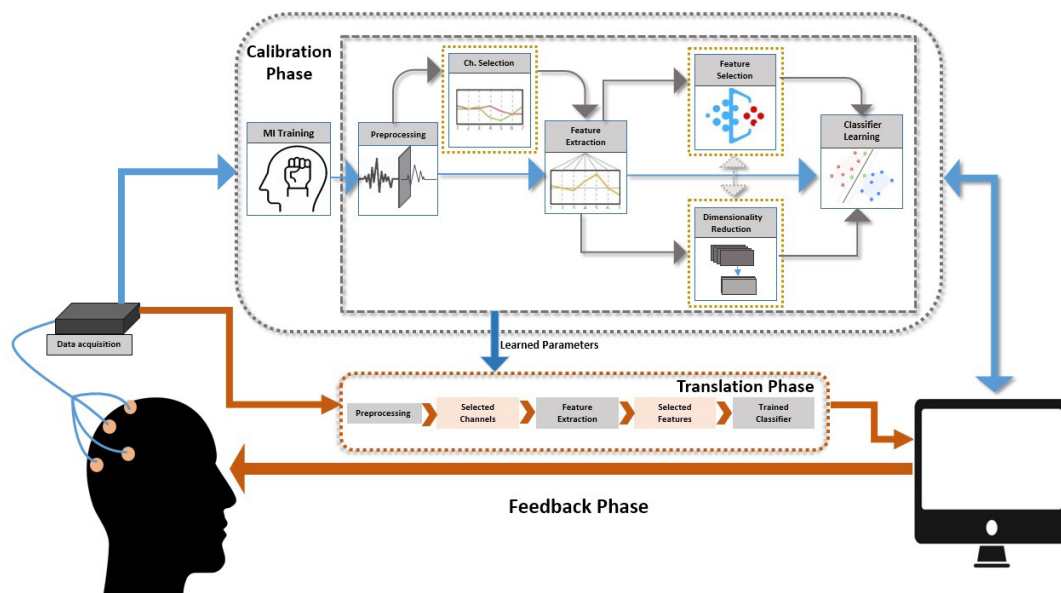 Calibration
Phase
MI Training
Preprocessing
Ch. Selection
Feature
Extraction
Feature
Selection
Dimensionality
Reduction
Classifier
Learning
Data acquisition
Learned Parameters
Translation Phase
Preprocessing
Selected
Channels
Feature
Extraction
Selected
Features
Trained
Classifier
Feedback Phase